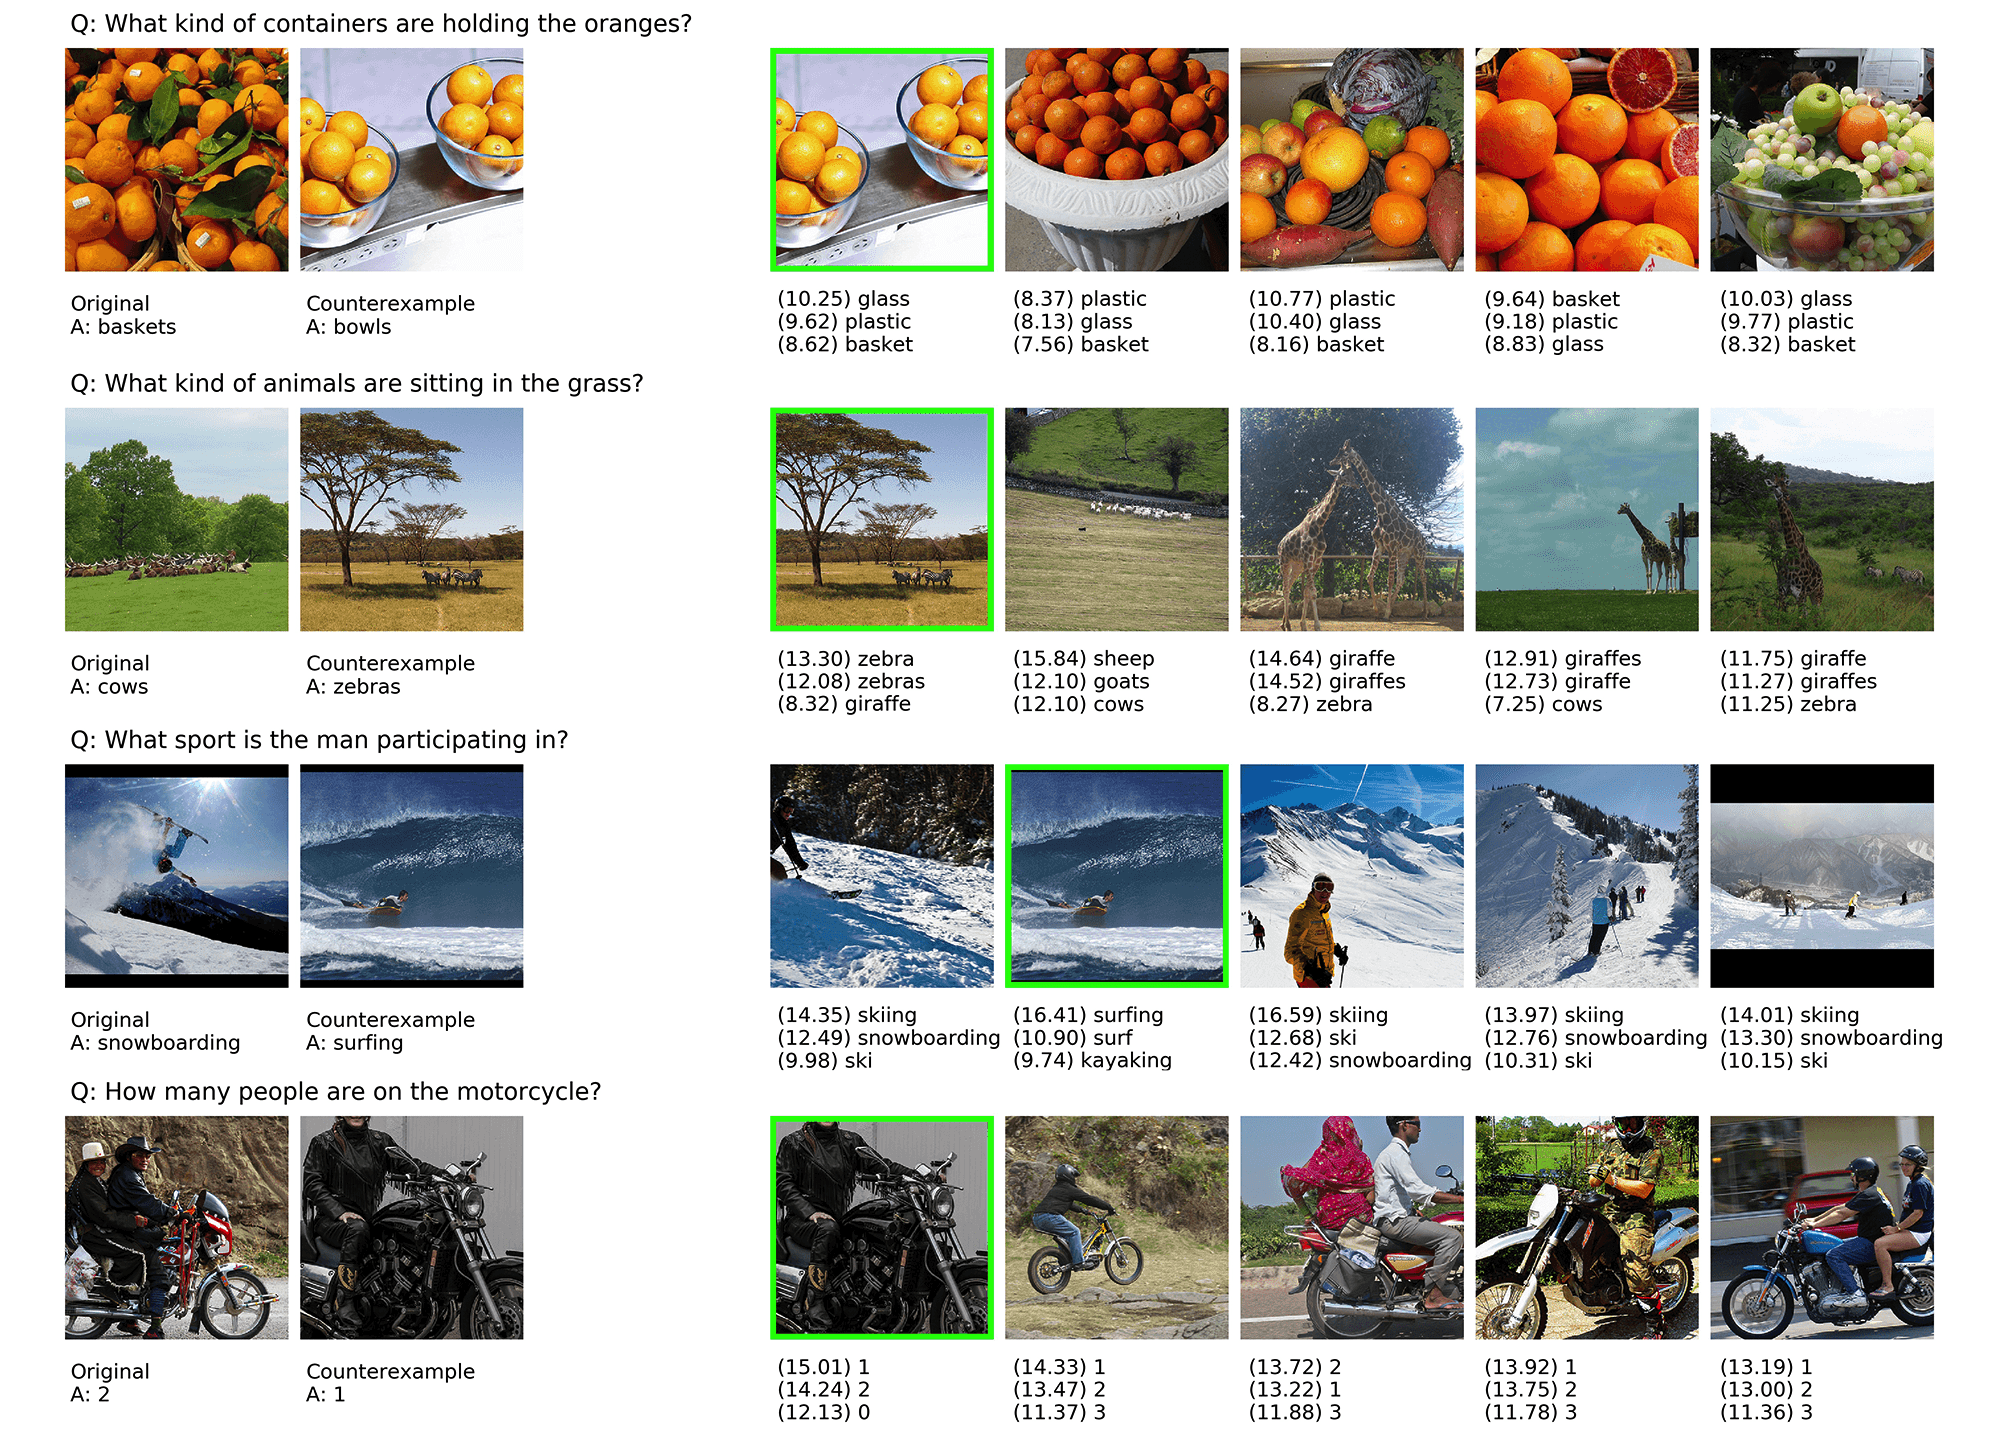 Q: What kind of containers are holding the oranges?
Original
A: baskets
Counterexample
A: bowls
(10.25) glass
(9.62) plastic
(8.62) basket
(8.37) plastic
(8.13) glass
(7.56) basket
(10.77) plastic
(10.40) glass
(8.16) basket
(9.64) basket
(9.18) plastic
(8.83) glass
(10.03) glass
(9.77) plastic
(8.32) basket
Q: What kind of animals are sitting in the grass?
Original
A: cows
Counterexample
A: zebras
(13.30) zebra
(12.08) zebras
(8.32) giraffe
(15.84) sheep
(12.10) goats
(12.10) cows
(14.64) giraffe
(14.52) giraffes
(8.27) zebra
(12.91) giraffes
(12.73) giraffe
(7.25) cows
(11.75) giraffe
(11.27) giraffes
(11.25) zebra
Q: What sport is the man participating in?
Original
A: snowboarding
Counterexample
A: surfing
(14.35) skiing
(12.49) snowboarding
(9.98) ski
(16.41) surfing
(10.90) surf
(9.74) kayaking
(16.59) skiing
(12.68) ski
(12.42) snowboarding
(13.97) skiing
(12.76) snowboarding
(10.31) ski
(14.01) skiing
(13.30) snowboarding
(10.15) ski
Q: How many people are on the motorcycle?
Original
A: 2
Counterexample
A: 1
(15.01) 1
(14.24) 2
(12.13) 0
(14.33) 1
(13.47) 2
(11.37) 3
(13.72) 2
(13.22) 1
(11.88) 3
(13.92) 1
(13.75) 2
(11.78) 3
(13.19) 1
(13.00) 2
(11.36) 3